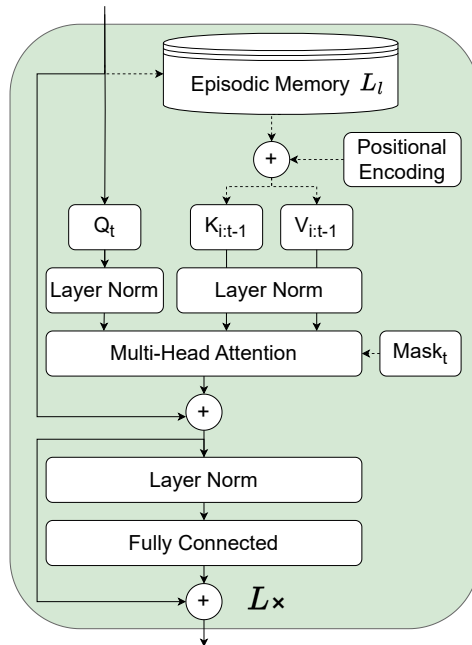 Episodic Memory L_l
+
Positional
Encoding
Q_t
K_{i:t-1}
V_{i:t-1}
Layer Norm
Layer Norm
Multi-Head Attention
Mask_t
+
Layer Norm
Fully Connected
+
L×